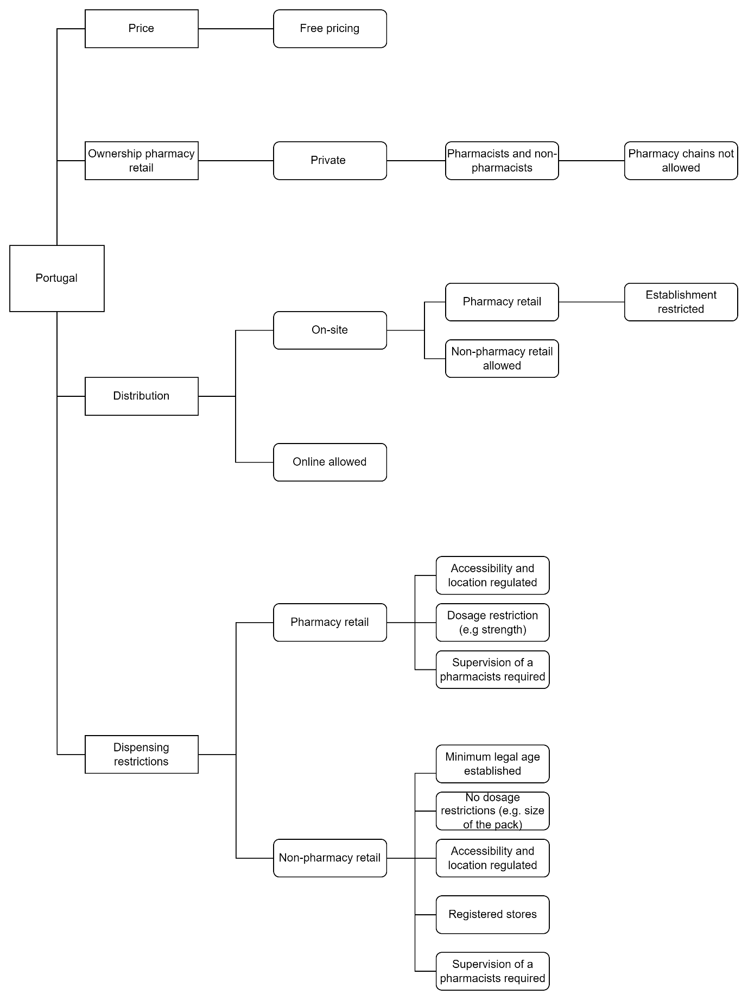 Price
Free pricing
Ownership pharmacy
retail
Private
Pharmacists and non-
pharmacists
Pharmacy chains not
allowed
Portugal
Pharmacy retail
Establishment
restricted
On-site
Non-pharmacy retail
allowed
Distribution
Online allowed
Accessibility and
location regulated
Pharmacy retail
Dosage restriction
(e.g strength)
Supervision of a
pharmacists required
Dispensing
restrictions
Minimum legal age
established
No dosage
restrictions (e.g. size
of the pack)
Non-pharmacy retail
Accessibility and
location regulated
Registered stores
Supervision of a
pharmacists required